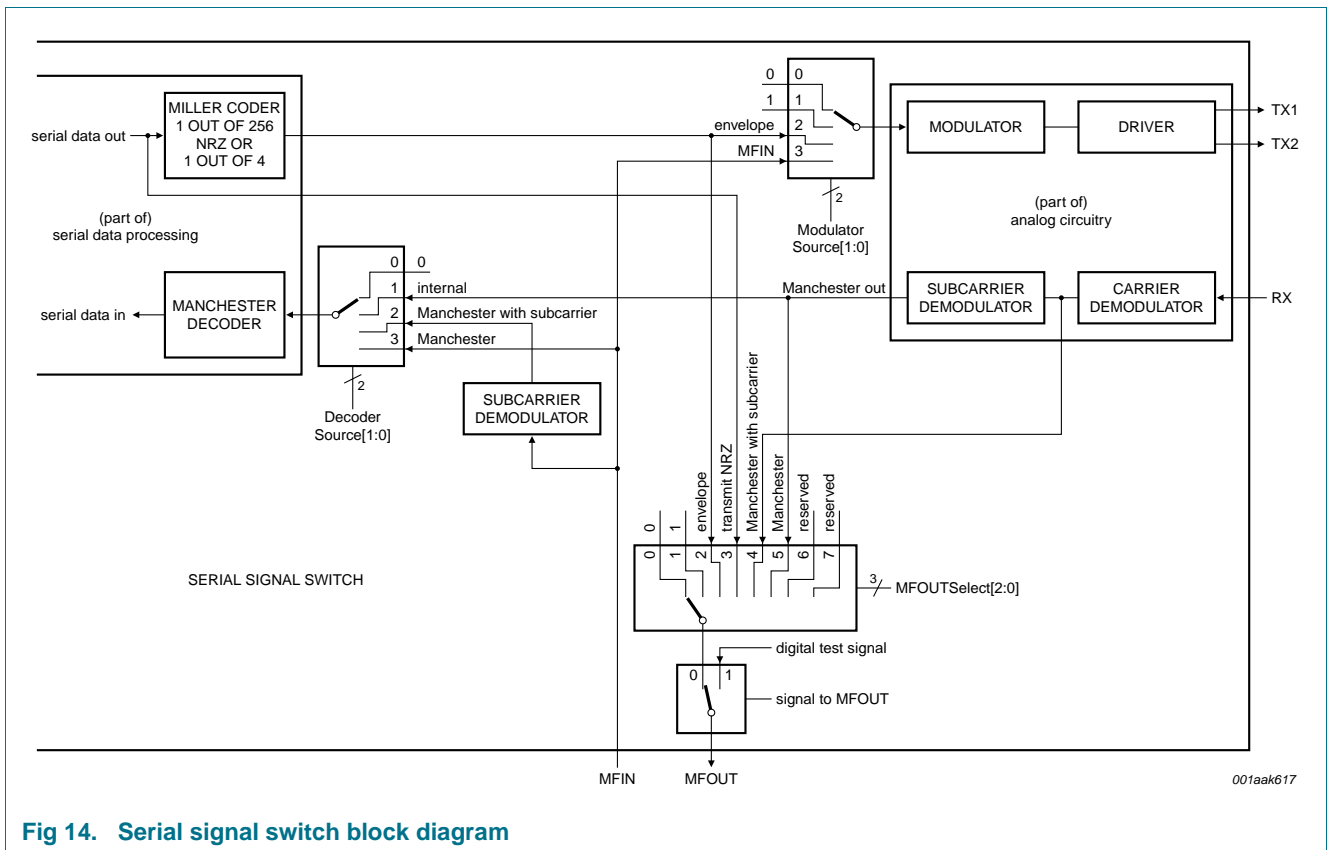 serial data out
MILLER CODER
1 OUT OF 256
NRZ OR
1 OUT OF 4
(part of)
serial data processing
serial data in
MANCHESTER
DECODER
0 0
1 internal
2 Manchester with subcarrier
3 Manchester
2
Decoder
Source[1:0]
SUBCARRIER
DEMODULATOR
0 0
1 1
envelope 2
MFIN 3
2
Modulator
Source[1:0]
MODULATOR
DRIVER
TX1
TX2
(part of)
analog circuitry
Manchester out
SUBCARRIER
DEMODULATOR
CARRIER
DEMODULATOR
RX
0 0
1 1
2 envelope
3 transmit NRZ
4 Manchester with subcarrier
5 Manchester
6 reserved
7 reserved
3
MFOUTSelect[2:0]
SERIAL SIGNAL SWITCH
digital test signal
0 1
signal to MFOUT
MFIN
MFOUT
001aak617
Fig 14. Serial signal switch block diagram